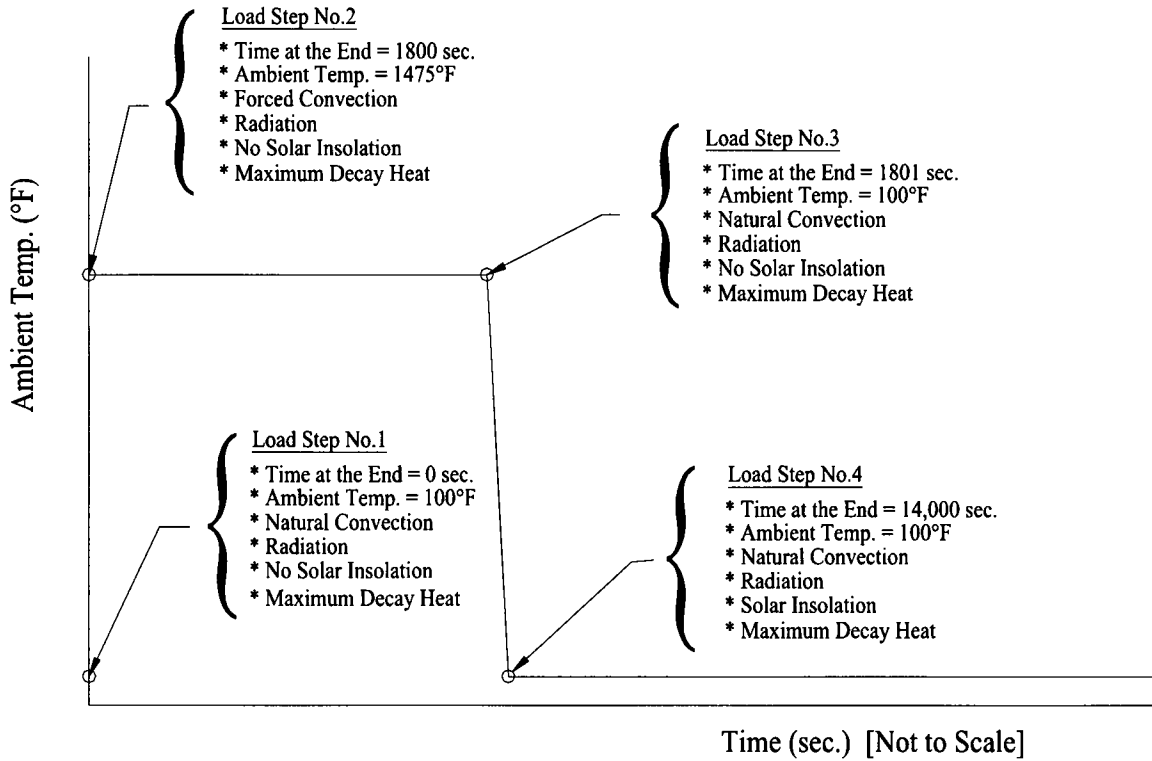 Load Step No.2
* Time at the End = 1800 sec.
* Ambient Temp. = 1475°F
* Forced Convection
* Radiation
* No Solar Insolation
* Maximum Decay Heat
Load Step No.3
* Time at the End = 1801 sec.
* Ambient Temp. = 100°F
* Natural Convection
* Radiation
* No Solar Insolation
* Maximum Decay Heat
Ambient Temp. (°F)
Load Step No.1
* Time at the End = 0 sec.
* Ambient Temp. = 100°F
* Natural Convection
* Radiation
* No Solar Insolation
* Maximum Decay Heat
Load Step No.4
* Time at the End = 14,000 sec.
* Ambient Temp. = 100°F
* Natural Convection
* Radiation
* Solar Insolation
* Maximum Decay Heat
Time (sec.) [Not to Scale]